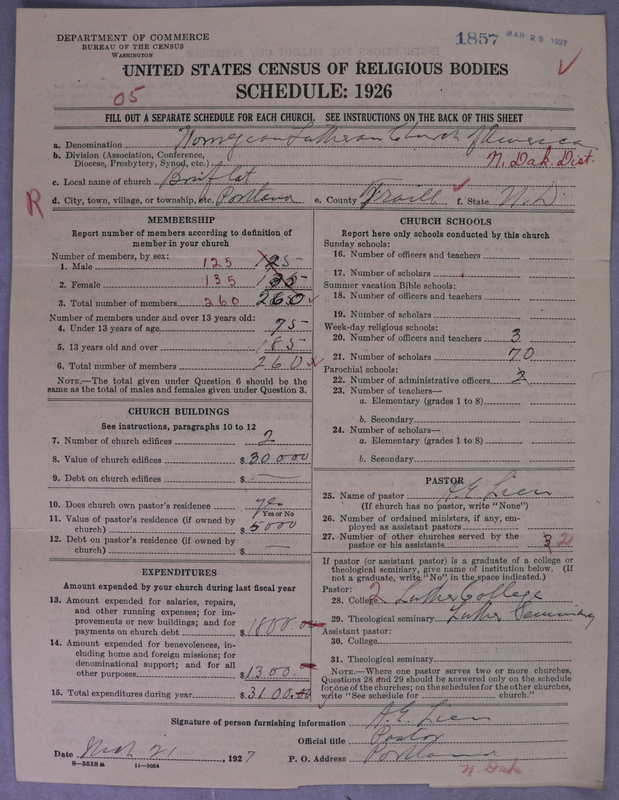 DEPARTMENT OF COMMERCE
BUREAU OF THE CENSUS
WASHINGTON
1857 MAR 25 1927
UNITED STATES CENSUS OF RELIGIOUS BODIES
SCHEDULE: 1926
05
FILL OUT A SEPARATE SCHEDULE FOR EACH CHURCH. SEE INSTRUCTIONS ON THE BACK OF THIS SHEET
a. Denomination Norwegian Lutheran Church of America
b. Division (Association, Conference, Diocese, Presbytery, Synod, etc.) N. Dak. Dist.
c. Local name of church Bruflat
R
d. City, town, village, or township, etc. Portland e. County Traill f. State N.D.
MEMBERSHIP
Report number of members according to definition of
member in your church
Number of members, by sex:
1. Male 125 125
2. Female 135 135
3. Total number of members 260 260
Number of members under and over 13 years old:
4. Under 13 years of age 75
5. 13 years old and over 185
6. Total number of members 260
NOTE.—The total given under Question 6 should be the
same as the total of males and females given under Question 3.
CHURCH BUILDINGS
See instructions, paragraphs 10 to 12
7. Number of church edifices 2
8. Value of church edifices $30000
9. Debt on church edifices $ —
10. Does church own pastor's residence yes
Yes or No
11. Value of pastor's residence (if owned by
church) $5000
12. Debt on pastor's residence (if owned by
church) $ —
EXPENDITURES
Amount expended by your church during last fiscal year
13. Amount expended for salaries, repairs,
and other running expenses; for im-
provements or new buildings; and for
payments on church debt $1800.00
14. Amount expended for benevolences, in-
cluding home and foreign missions; for
denominational support; and for all
other purposes $1300.
15. Total expenditures during year $3100.00
CHURCH SCHOOLS
Report here only schools conducted by this church
Sunday schools:
16. Number of officers and teachers
17. Number of scholars
Summer vacation Bible schools:
18. Number of officers and teachers
19. Number of scholars
Week-day religious schools:
20. Number of officers and teachers 3
21. Number of scholars 70
Parochial schools:
22. Number of administrative officers 2
23. Number of teachers—
a. Elementary (grades 1 to 8)
b. Secondary
24. Number of scholars—
a. Elementary (grades 1 to 8)
b. Secondary
PASTOR
25. Name of pastor A.E. Lien
(If church has no pastor, write "None")
26. Number of ordained ministers, if any, em-
ployed as assistant pastors
27. Number of other churches served by the
pastor or his assistants 3 2
If pastor (or assistant pastor) is a graduate of a college or
theological seminary, give name of institution below. (If
not a graduate, write "No" in the space indicated.)
Pastor:
28. College 2 Luther College
29. Theological seminary Luther Seminary
Assistant pastor:
30. College
31. Theological seminary
NOTE.—Where one pastor serves two or more churches,
Questions 28 and 29 should be answered only on the schedule
for one of the churches; on the schedules for the other churches,
write "See schedule for church."
Signature of person furnishing information A.E. Lien
Official title Pastor
Date Mch 21, 1927 P. O. Address Portland
8—5518a 11—9054
N. Dak